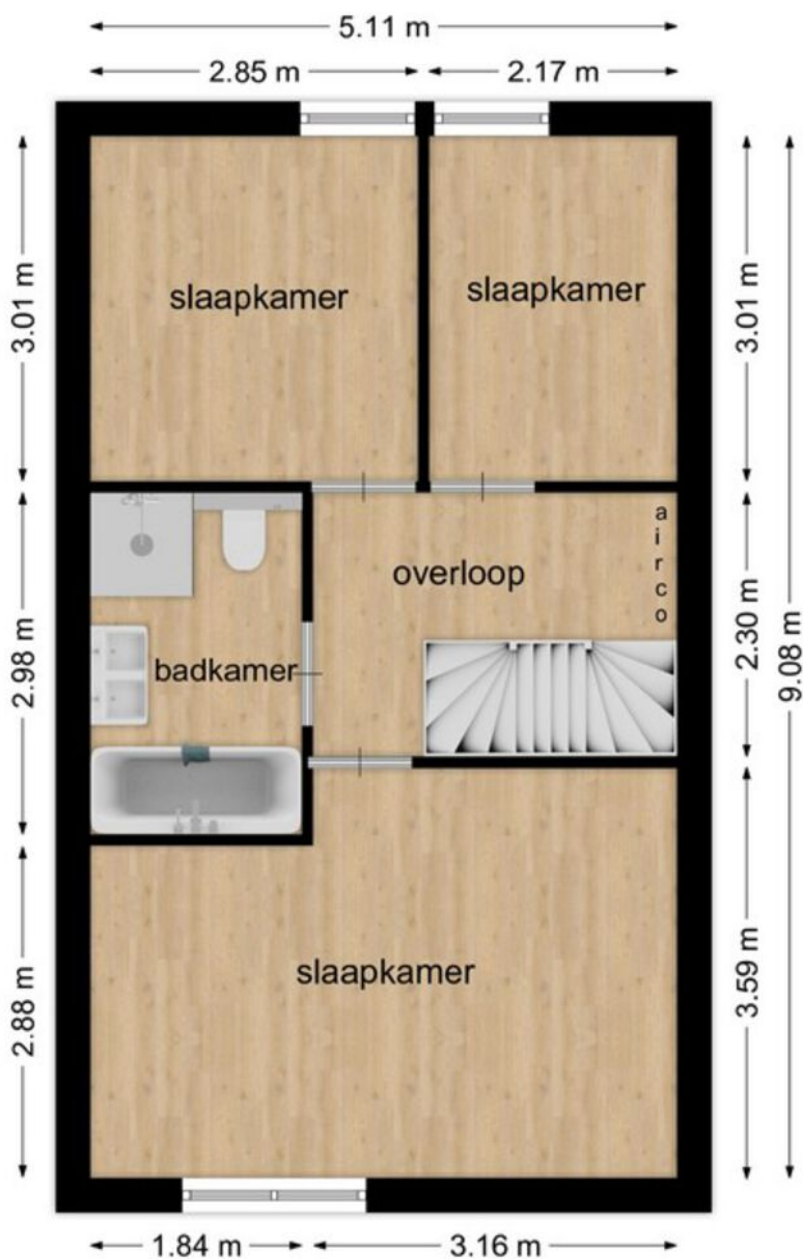 5.11 m
2.85 m
2.17 m
3.01 m
3.01 m
slaapkamer
slaapkamer
airco
overloop
2.98 m
2.30 m
9.08 m
badkamer
slaapkamer
2.88 m
3.59 m
1.84 m
3.16 m